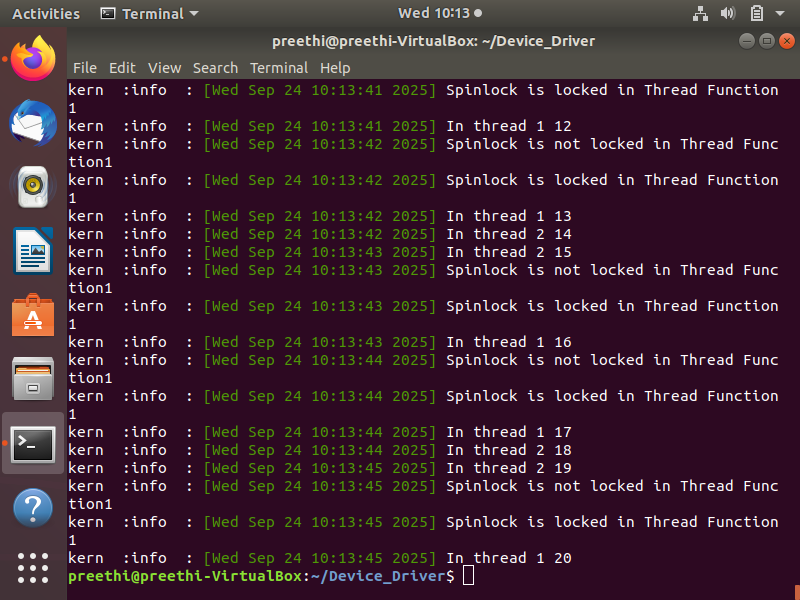 Activities Terminal Wed 10:13
preethi@preethi-VirtualBox: ~/Device_Driver
File Edit View Search Terminal Help
kern  :info  : [Wed Sep 24 10:13:41 2025] Spinlock is locked in Thread Function
1
kern  :info  : [Wed Sep 24 10:13:41 2025] In thread 1 12
kern  :info  : [Wed Sep 24 10:13:42 2025] Spinlock is not locked in Thread Func
tion1
kern  :info  : [Wed Sep 24 10:13:42 2025] Spinlock is locked in Thread Function
1
kern  :info  : [Wed Sep 24 10:13:42 2025] In thread 1 13
kern  :info  : [Wed Sep 24 10:13:42 2025] In thread 2 14
kern  :info  : [Wed Sep 24 10:13:43 2025] In thread 2 15
kern  :info  : [Wed Sep 24 10:13:43 2025] Spinlock is not locked in Thread Func
tion1
kern  :info  : [Wed Sep 24 10:13:43 2025] Spinlock is locked in Thread Function
1
kern  :info  : [Wed Sep 24 10:13:43 2025] In thread 1 16
kern  :info  : [Wed Sep 24 10:13:44 2025] Spinlock is not locked in Thread Func
tion1
kern  :info  : [Wed Sep 24 10:13:44 2025] Spinlock is locked in Thread Function
1
kern  :info  : [Wed Sep 24 10:13:44 2025] In thread 1 17
kern  :info  : [Wed Sep 24 10:13:44 2025] In thread 2 18
kern  :info  : [Wed Sep 24 10:13:45 2025] In thread 2 19
kern  :info  : [Wed Sep 24 10:13:45 2025] Spinlock is not locked in Thread Func
tion1
kern  :info  : [Wed Sep 24 10:13:45 2025] Spinlock is locked in Thread Function
1
kern  :info  : [Wed Sep 24 10:13:45 2025] In thread 1 20
preethi@preethi-VirtualBox:~/Device_Driver$